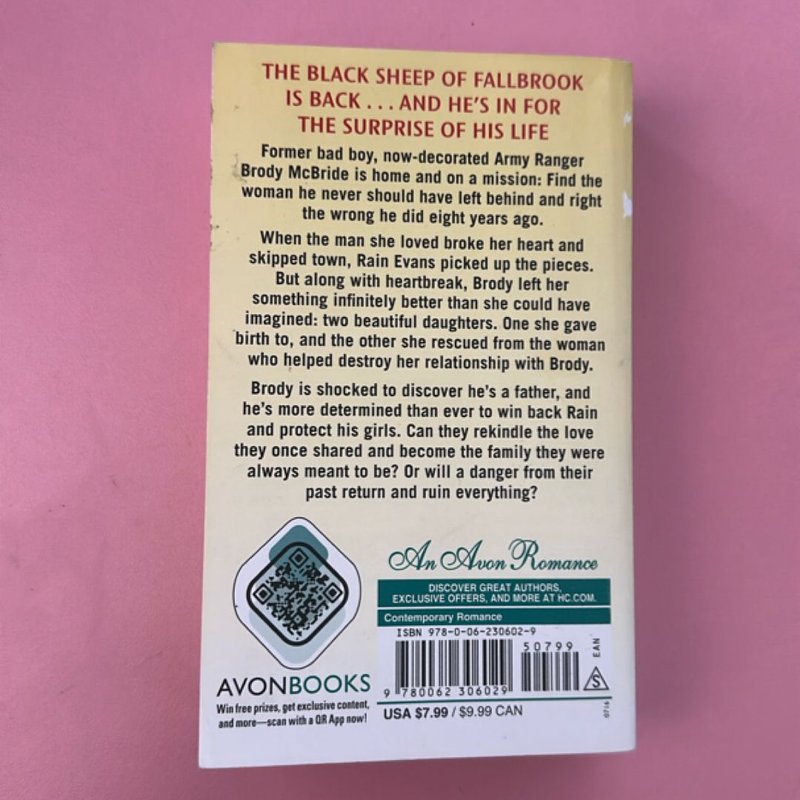 THE BLACK SHEEP OF FALLBROOK
IS BACK . . . AND HE'S IN FOR
THE SURPRISE OF HIS LIFE
Former bad boy, now-decorated Army Ranger
Brody McBride is home and on a mission: Find the
woman he never should have left behind and right
the wrong he did eight years ago.
When the man she loved broke her heart and
skipped town, Rain Evans picked up the pieces.
But along with heartbreak, Brody left her
something infinitely better than she could have
imagined: two beautiful daughters. One she gave
birth to, and the other she rescued from the woman
who helped destroy her relationship with Brody.
Brody is shocked to discover he's a father, and
he's more determined than ever to win back Rain
and protect his girls. Can they rekindle the love
they once shared and become the family they were
always meant to be? Or will a danger from their
past return and ruin everything?
An Avon Romance
DISCOVER GREAT AUTHORS,
EXCLUSIVE OFFERS, AND MORE AT HC.COM.
Contemporary Romance
ISBN 978-0-06-230602-9
50799
EAN
9 780062 306029
S
USA $7.99 / $9.99 CAN
0716
AVONBOOKS
Win free prizes, get exclusive content,
and more—scan with a QR App now!